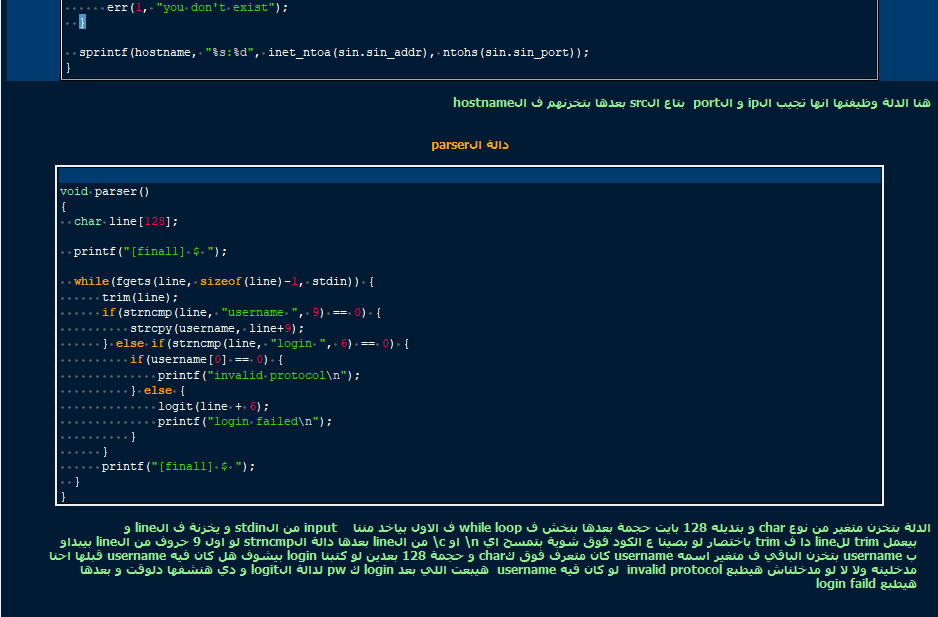 err(1, "you don't exist");
}
sprintf(hostname, "%s:%d", inet_ntoa(sin.sin_addr), ntohs(sin.sin_port));
}
هنا الدلة وظيفتها انها تجيب الip و الport بتاع الsrc بعدها بتخزنهم ف الhostname
دالة الparser
void parser()
{
char line[128];
printf("[final1] $ ");
while(fgets(line, sizeof(line)-1, stdin)) {
trim(line);
if(strncmp(line, "username ", 9) == 0) {
strcpy(username, line+9);
} else if(strncmp(line, "login ", 6) == 0) {
if(username[0] == 0) {
printf("invalid protocol\n");
} else {
logit(line + 6);
printf("login failed\n");
}
}
printf("[final1] $ ");
}
}
الدلة بتخزن متغير من نوع char و بتديله 128 بايت حجمة بعدها بنخش ف while loop ف الاول بياخد مننا input من الstdin و يخزنة ف الline و
بيعمل trim للline دا ف trim باختصار لو بصينا ع الكود فوق شوية بتمسح اي n\ او c\ من الline بعدها دالة الstrncmp لو اول 9 حروف من الline بيبداو
ب username بتخزن الباقي ف متغير اسمه username كان متعرف فوق كchar و حجمة 128 بعدين لو كتبنا login بيشوف هل كان فيه username قبلها احنا
مدخلينه ولا لا لو مدخلناش هيطبع invalid protocol لو كان فيه username هيبعت اللي بعد login ك pw لدالة الlogit و دي هنشفها دلوقت و بعدها
هيطبع login faild